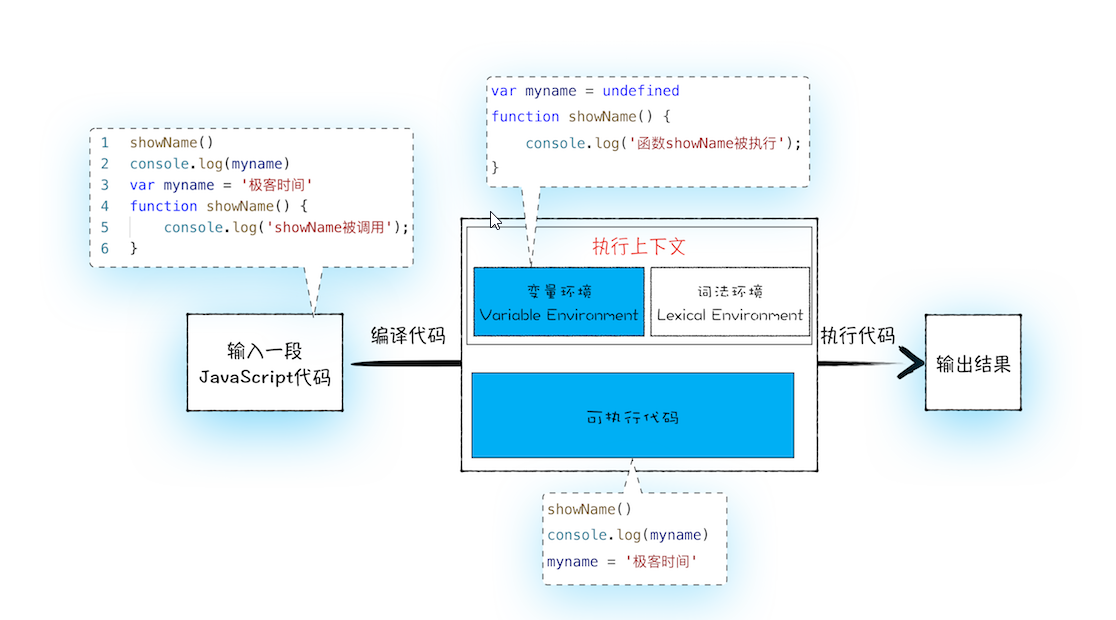 var myname = undefined
function showName() {
console.log('函数showName被执行');
}
1 showName()
2 console.log(myname)
3 var myname = '极客时间'
4 function showName() {
5 console.log('showName被调用');
6 }
执行上下文
变量环境
Variable Environment
词法环境
Lexical Environment
输入一段
JavaScript代码
编译代码
执行代码
输出结果
可执行代码
showName()
console.log(myname)
myname = '极客时间'